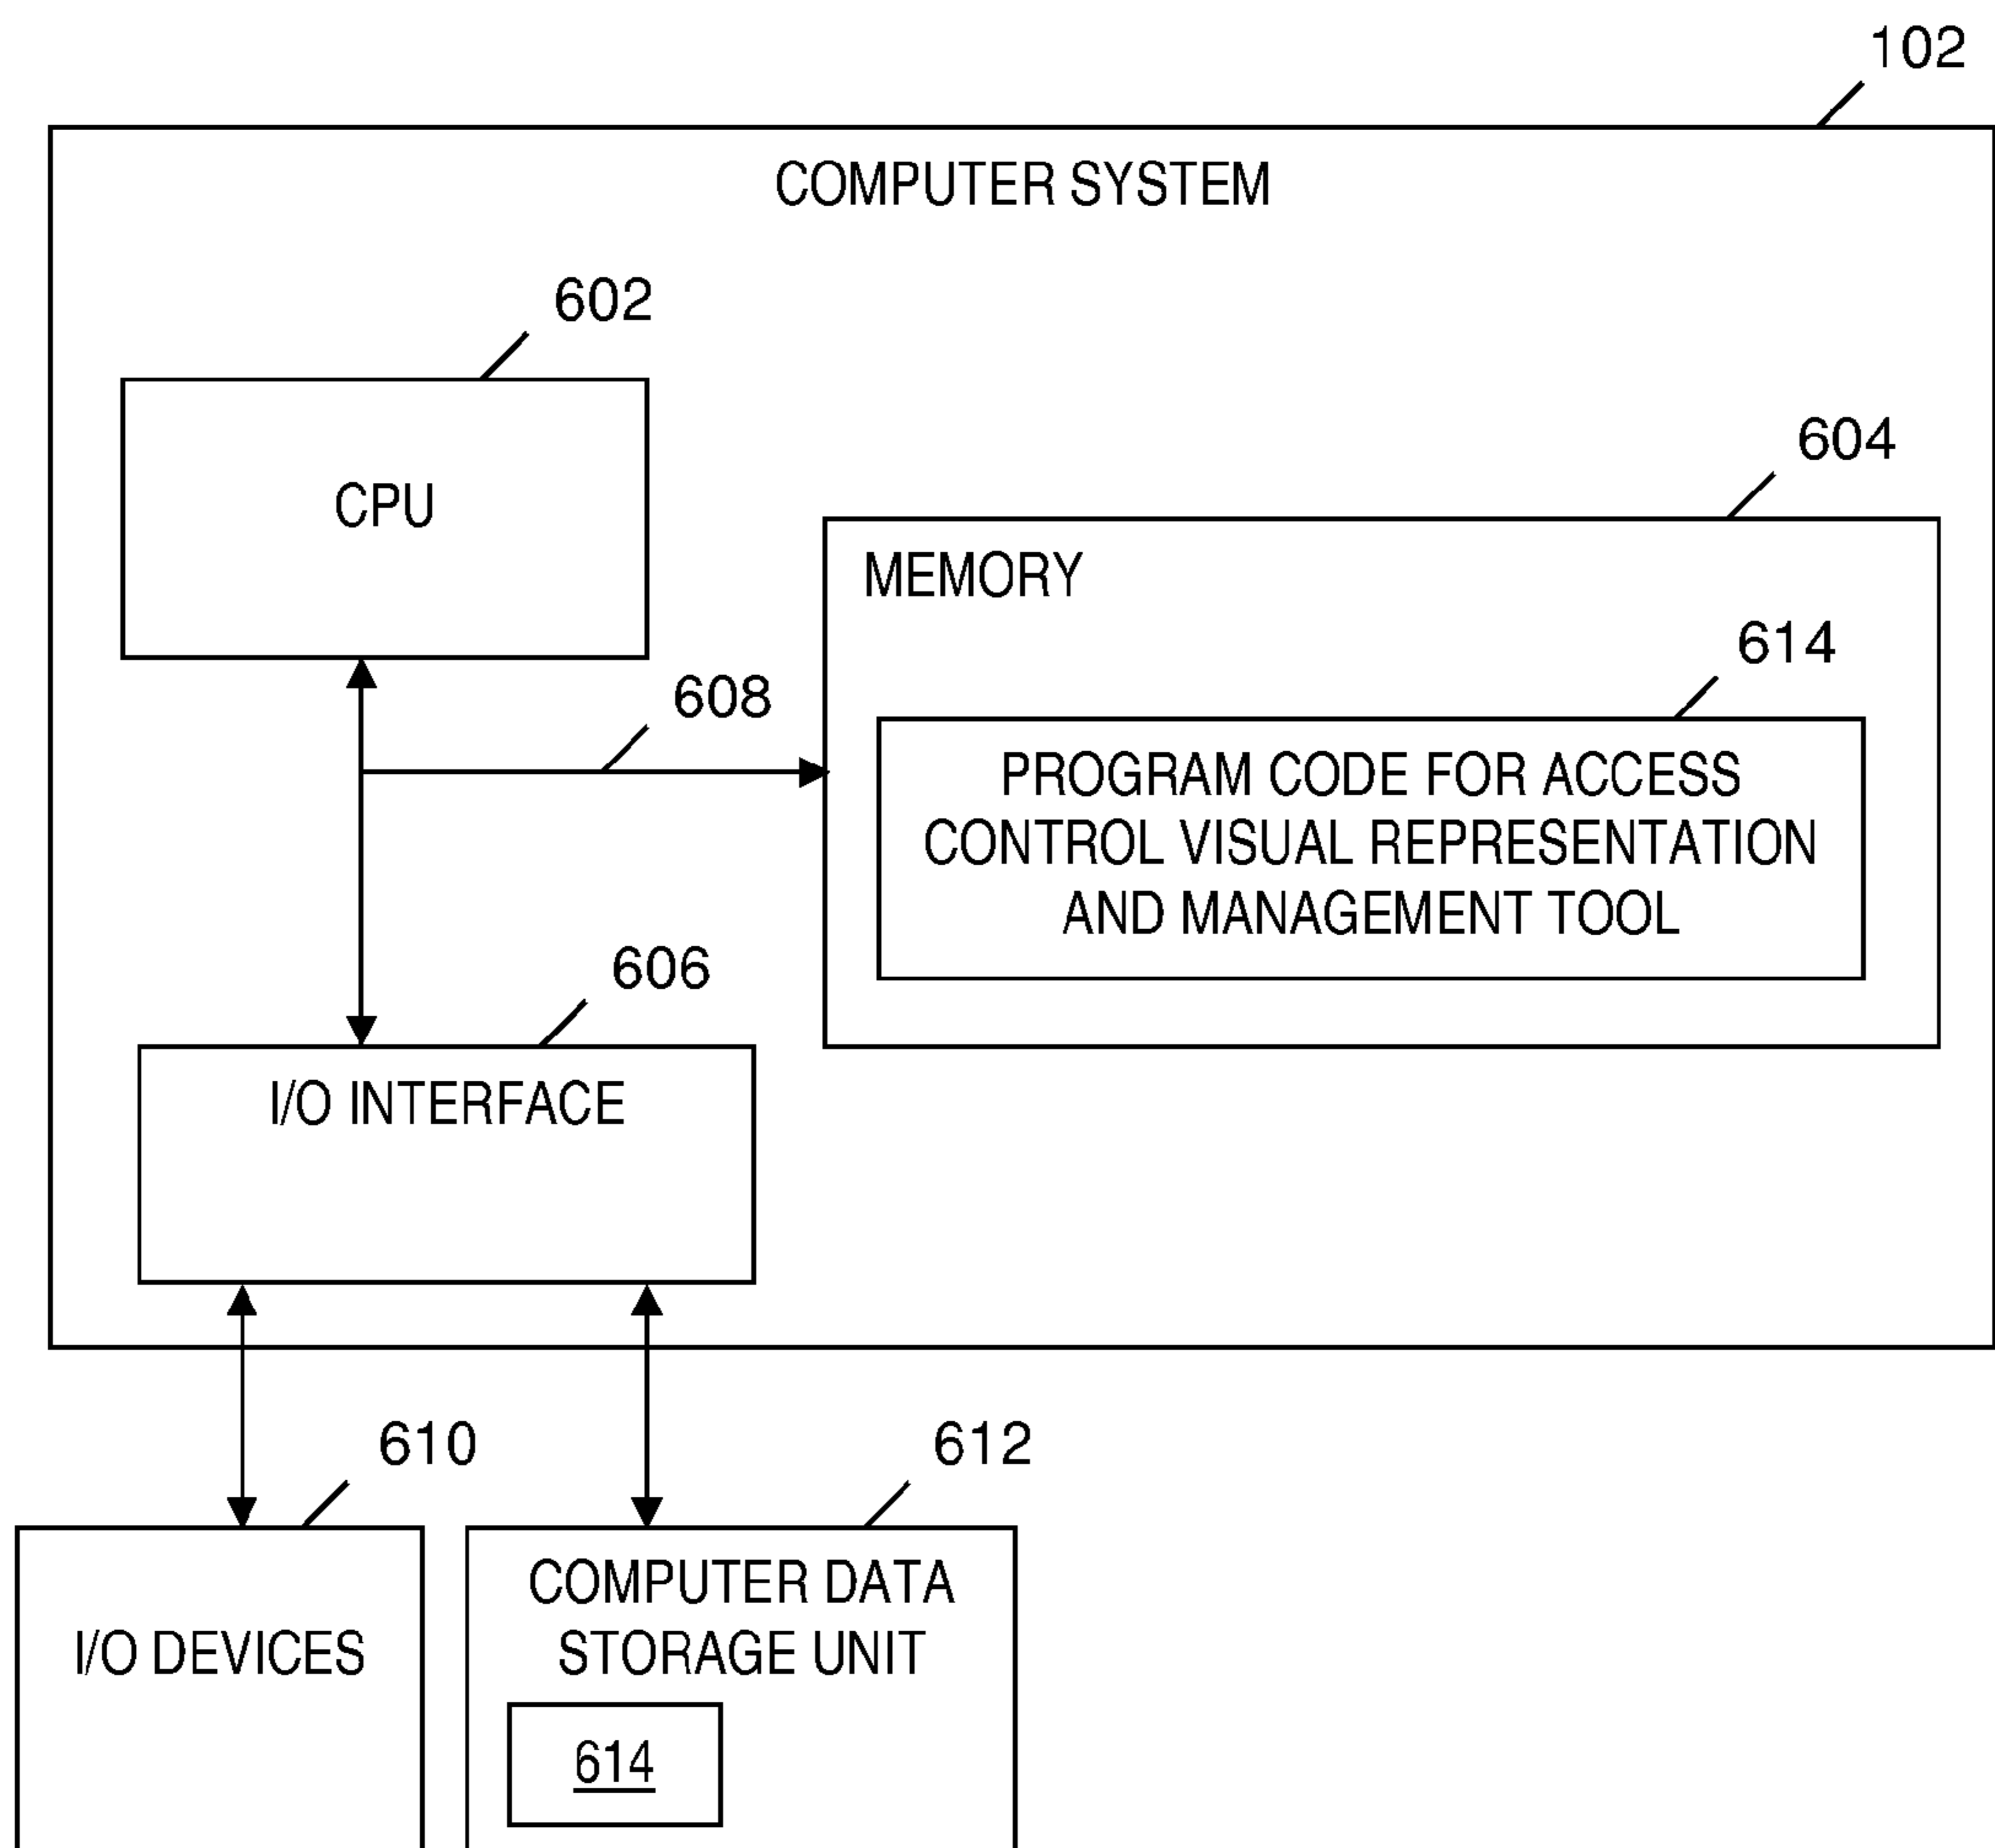 102
COMPUTER SYSTEM
602
CPU
604
MEMORY
614
608
PROGRAM CODE FOR ACCESS
CONTROL VISUAL REPRESENTATION
AND MANAGEMENT TOOL
606
I/O INTERFACE
610
612
I/O DEVICES
COMPUTER DATA
STORAGE UNIT
614